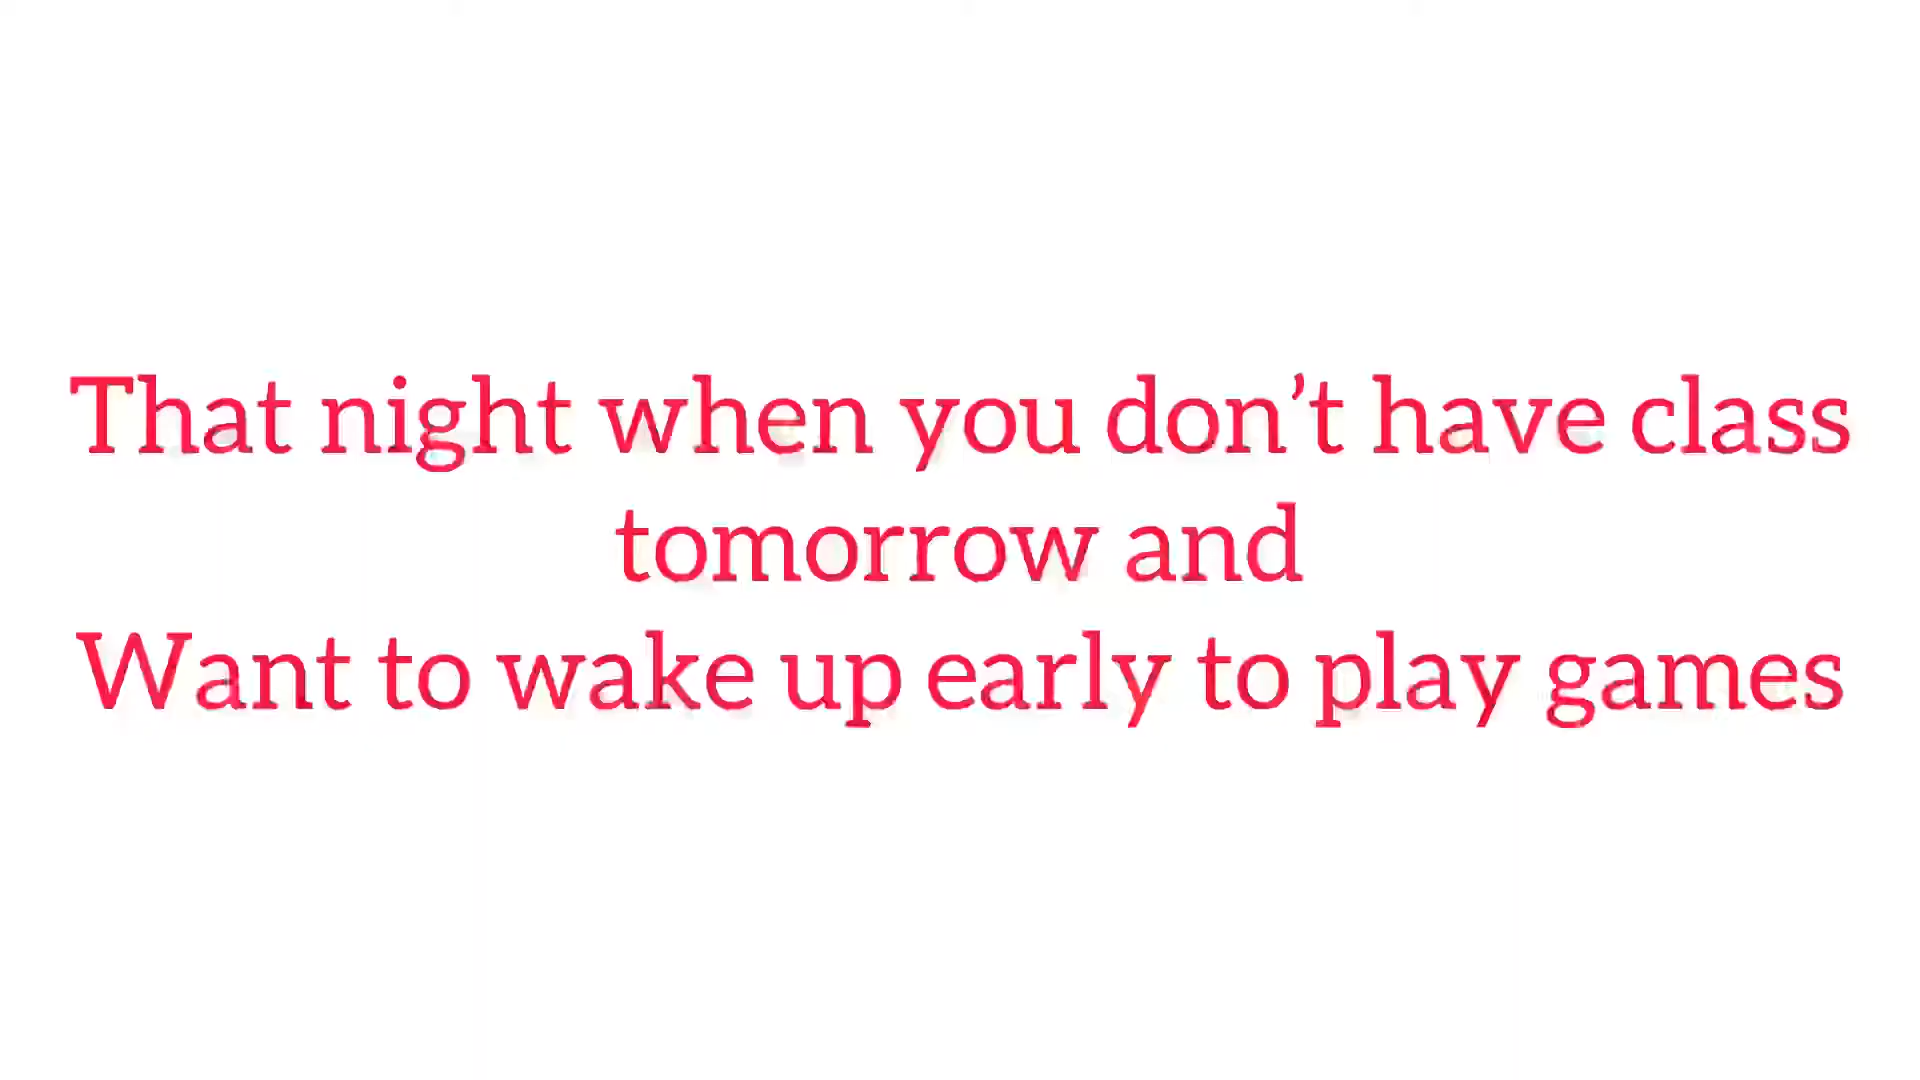 That night when you don’t have class
tomorrow and
Want to wake up early to play games